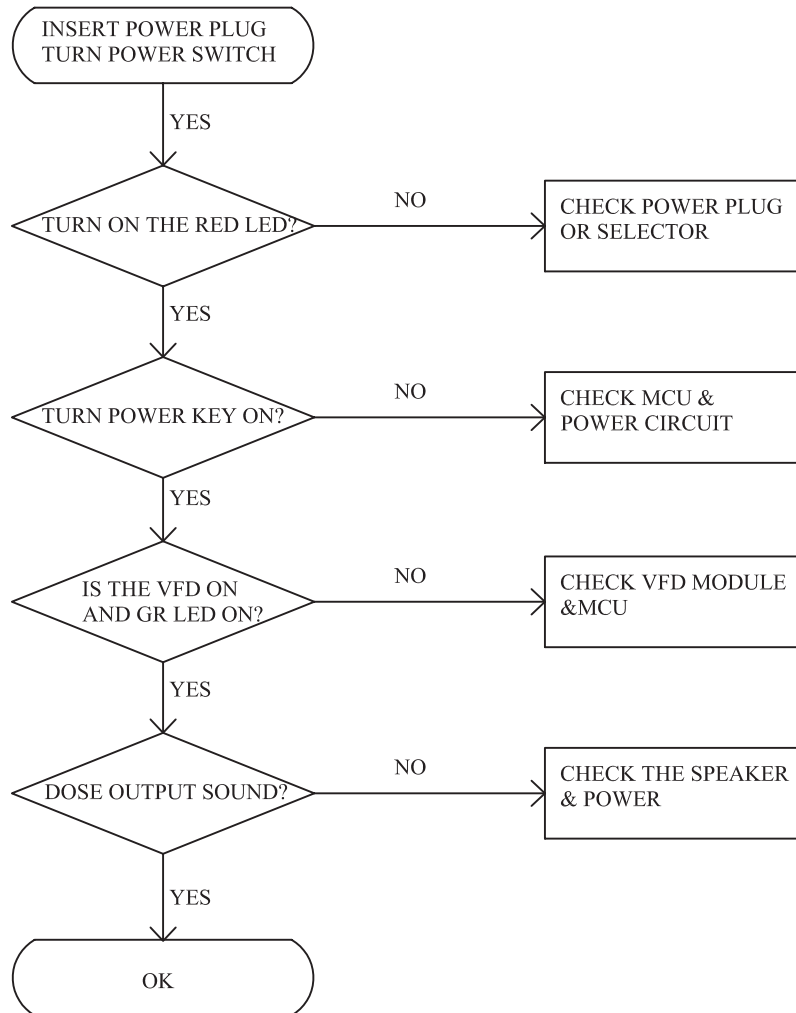 INSERT POWER PLUG
TURN POWER SWITCH
YES
TURN ON THE RED LED?
NO
CHECK POWER PLUG
OR SELECTOR
YES
TURN POWER KEY ON?
NO
CHECK MCU &
POWER CIRCUIT
YES
IS THE VFD ON
AND GR LED ON?
NO
CHECK VFD MODULE
&MCU
YES
DOSE OUTPUT SOUND?
NO
CHECK THE SPEAKER
& POWER
YES
OK